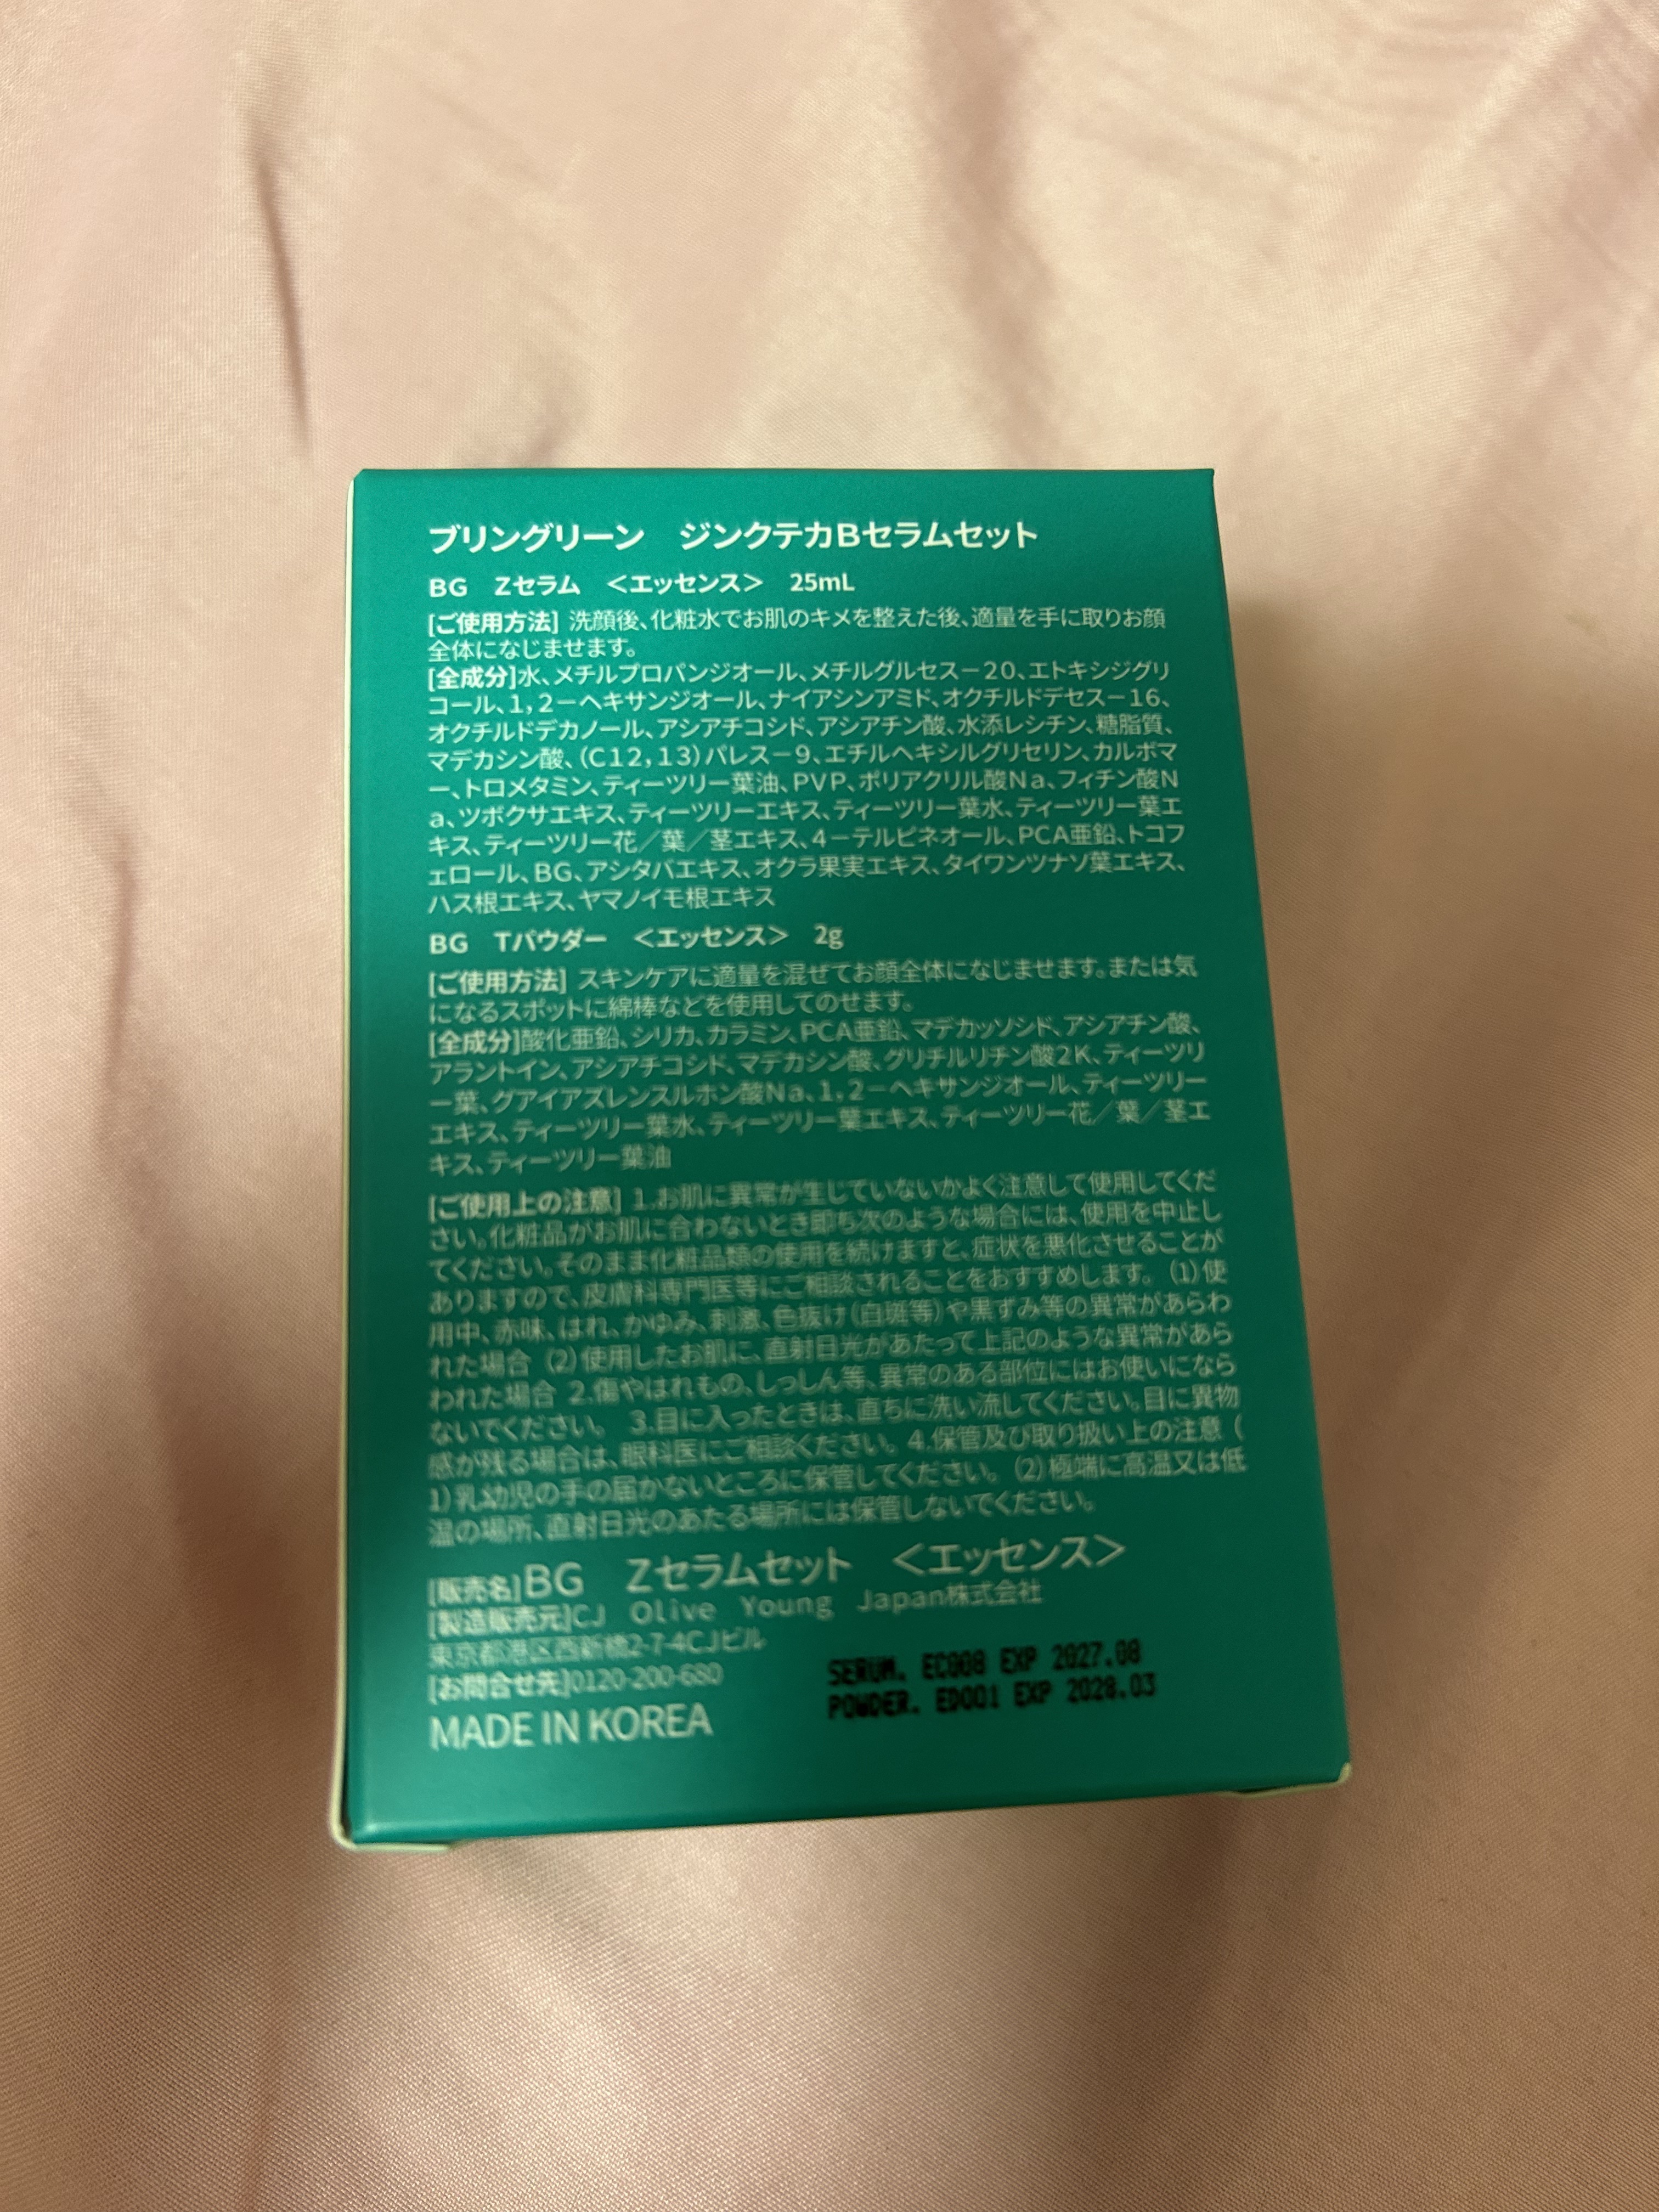 ブリングリーン　ジンクテカBセラムセット
BG　Zセラム　＜エッセンス＞　25mL
[ご使用方法] 洗顔後、化粧水でお肌のキメを整えた後、適量を手に取りお顔
全体になじませます。
[全成分]水、メチルプロパンジオール、メチルグルセス－20、エトキシジグリ
コール、1，2－ヘキサンジオール、ナイアシンアミド、オクチルドデセス－16、
オクチルドデカノール、アシアチコシド、アシアチン酸、水添レシチン、糖脂質、
マデカシン酸、（C12，13）パレス－9、エチルヘキシルグリセリン、カルボマ
ー、トロメタミン、ティーツリー葉油、PVP、ポリアクリル酸Na、フィチン酸N
a、ツボクサエキス、ティーツリーエキス、ティーツリー葉水、ティーツリー葉エ
キス、ティーツリー花／葉／茎エキス、4－テルピネオール、PCA亜鉛、トコフ
ェロール、BG、アシタバエキス、オクラ果実エキス、タイワンツナソ葉エキス、
ハス根エキス、ヤマノイモ根エキス
BG　Tパウダー　＜エッセンス＞　2g
[ご使用方法] スキンケアに適量を混ぜてお顔全体になじませます。または気
になるスポットに綿棒などを使用してのせます。
[全成分]酸化亜鉛、シリカ、カラミン、PCA亜鉛、マデカッソシド、アシアチン酸、
アラントイン、アシアチコシド、マデカシン酸、グリチルリチン酸2K、ティーツリ
ー葉、グアイアズレンスルホン酸Na、1，2－ヘキサンジオール、ティーツリー
エキス、ティーツリー葉水、ティーツリー葉エキス、ティーツリー花／葉／茎エ
キス、ティーツリー葉油
[ご使用上の注意] 1.お肌に異常が生じていないかよく注意して使用してくだ
さい。化粧品がお肌に合わないとき即ち次のような場合には、使用を中止し
てください。そのまま化粧品類の使用を続けますと、症状を悪化させることが
ありますので、皮膚科専門医等にご相談されることをおすすめします。（1）使
用中、赤味、はれ、かゆみ、刺激、色抜け（白斑等）や黒ずみ等の異常があらわ
れた場合（2）使用したお肌に、直射日光があたって上記のような異常があら
われた場合 2.傷やはれもの、しっしん等、異常のある部位にはお使いになら
ないでください。　3.目に入ったときは、直ちに洗い流してください。目に異物
感が残る場合は、眼科医にご相談ください。4.保管及び取り扱い上の注意（
1）乳幼児の手の届かないところに保管してください。（2）極端に高温又は低
温の場所、直射日光のあたる場所には保管しないでください。
[販売名]BG　Zセラムセット　＜エッセンス＞
[製造販売元]CJ　Olive　Young　Japan株式会社
東京都港区西新橋2-7-4CJビル
[お問合せ先]0120-200-680
MADE IN KOREA
SERUM. EC008 EXP 2027.08
POWDER. ED001 EXP 2028.03